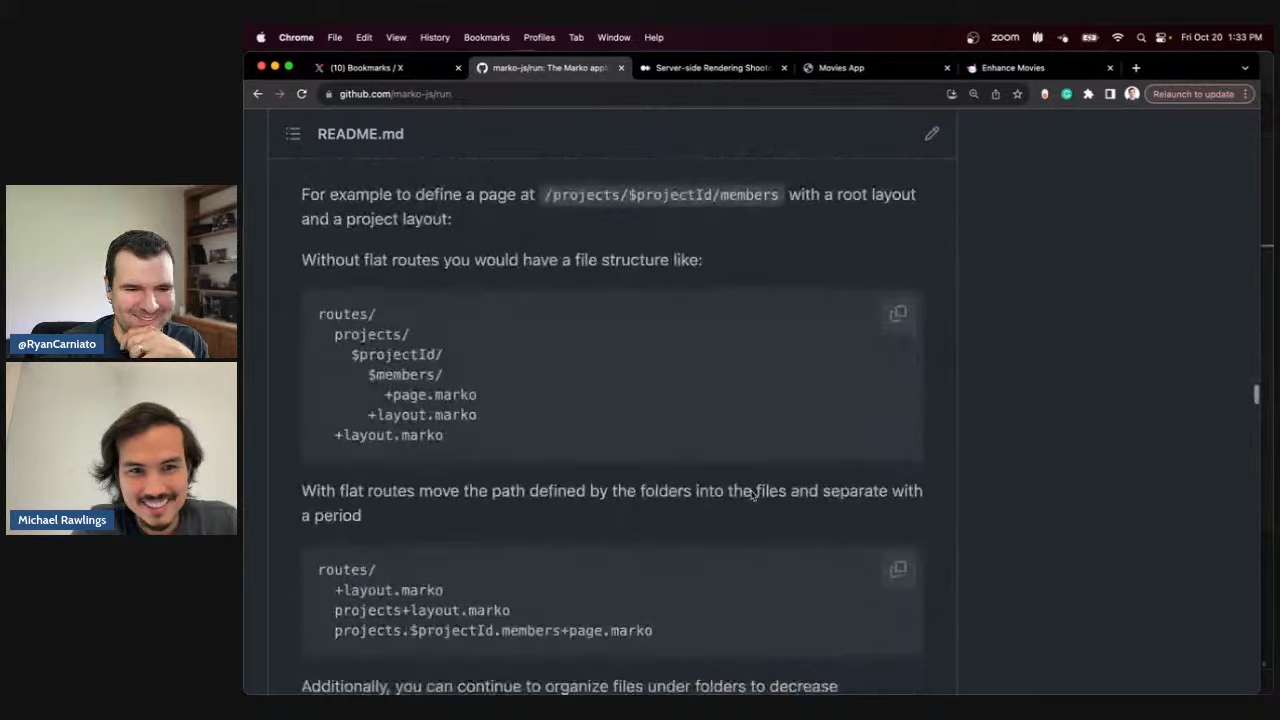 Chrome File Edit View History Bookmarks Profiles Tab Window Help zoom Fri Oct 20 1:33 PM
(10) Bookmarks / X marko-js/run: The Marko appl Server-side Rendering Shoot Movies App Enhance Movies
github.com/marko-js/run Relaunch to update
README.md
For example to define a page at /projects/$projectId/members with a root layout
and a project layout:
Without flat routes you would have a file structure like:
routes/
projects/
$projectId/
$members/
+page.marko
+layout.marko
+layout.marko
With flat routes move the path defined by the folders into the files and separate with
a period
routes/
+layout.marko
projects+layout.marko
projects.$projectId.members+page.marko
Additionally, you can continue to organize files under folders to decrease
@RyanCarniato
Michael Rawlings